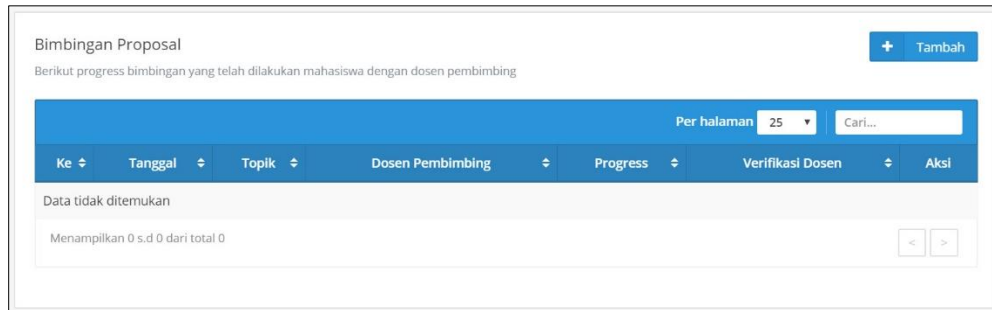 Bimbingan Proposal
+ Tambah
Berikut progress bimbingan yang telah dilakukan mahasiswa dengan dosen pembimbing
Per halaman 25 Cari...
Ke Tanggal Topik Dosen Pembimbing Progress Verifikasi Dosen Aksi
Data tidak ditemukan
Menampilkan 0 s.d 0 dari total 0 < >